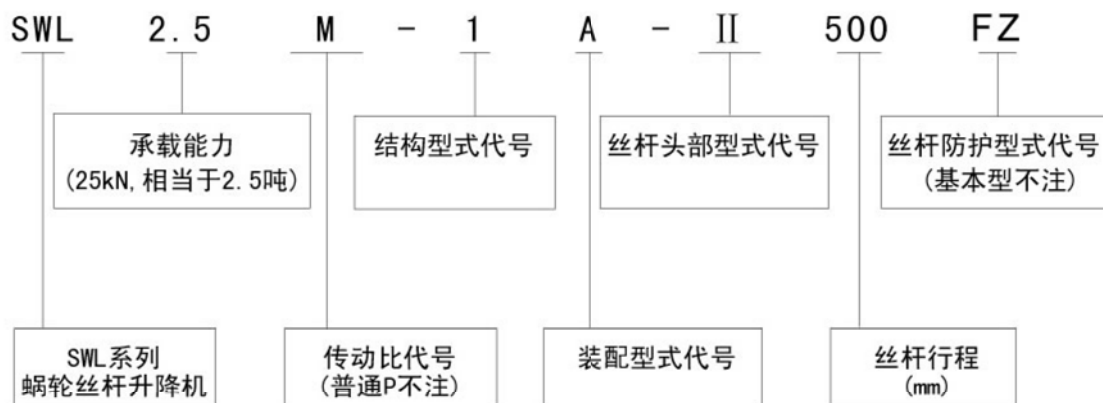 SWL 2.5 M - 1 A - Ⅱ 500 FZ
承载能力
(25kN,相当于2.5吨)
结构型式代号
丝杆头部型式代号
丝杆防护型式代号
(基本型不注)
SWL系列
蜗轮丝杆升降机
传动比代号
(普通P不注)
装配型式代号
丝杆行程
(mm)